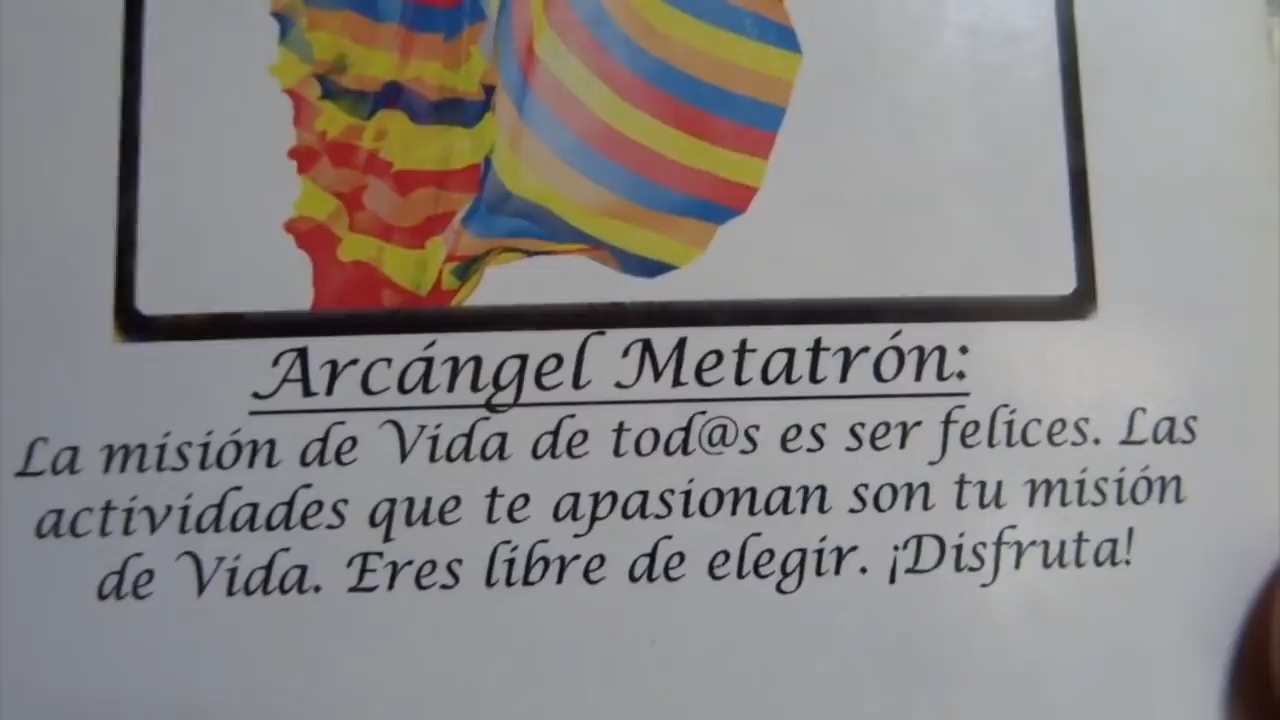 Arcángel Metatrón:
La misión de Vida de tod@s es ser felices. Las
actividades que te apasionan son tu misión
de Vida. Eres libre de elegir. ¡Disfruta!